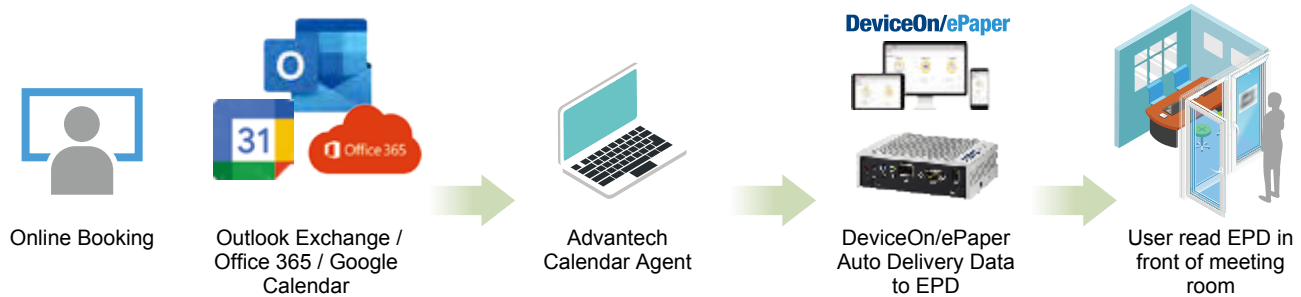 DeviceOn/ePaper
31
Office 365
Online Booking
Outlook Exchange /
Office 365 / Google
Calendar
Advantech
Calendar Agent
DeviceOn/ePaper
Auto Delivery Data
to EPD
User read EPD in
front of meeting
room